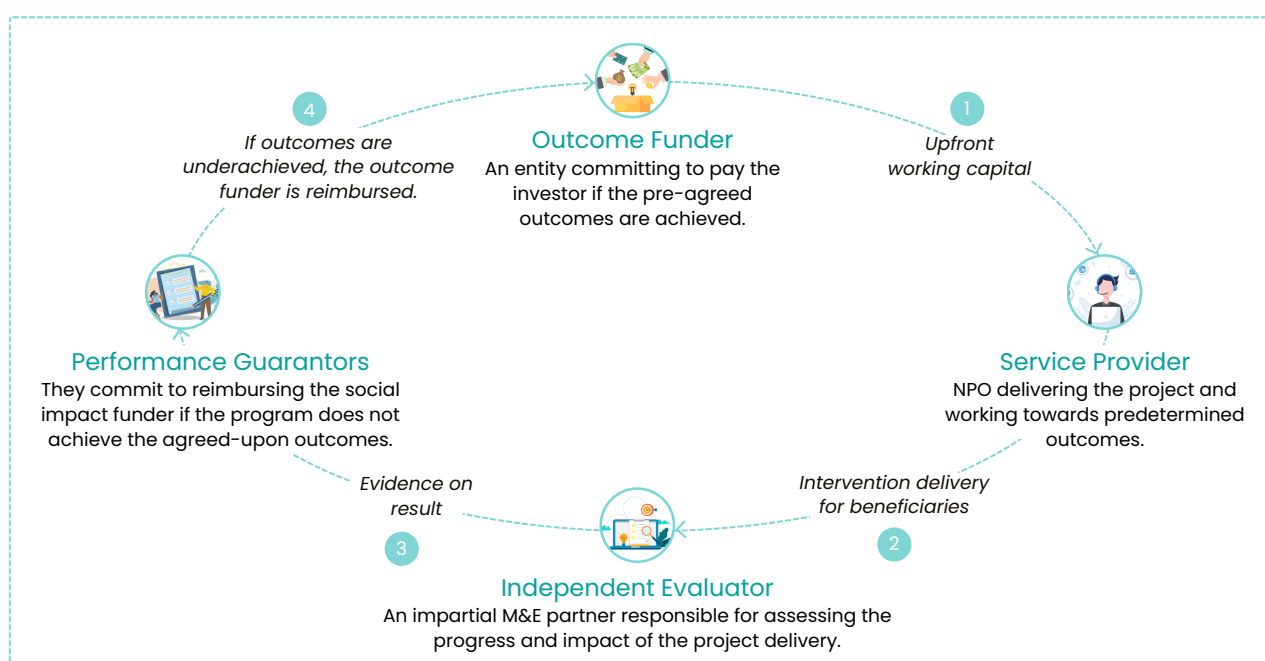 4
If outcomes are
underachieved, the outcome
funder is reimbursed.
Outcome Funder
An entity committing to pay the
investor if the pre-agreed
outcomes are achieved.
1
Upfront
working capital
Performance Guarantors
They commit to reimbursing the social
impact funder if the program does not
achieve the agreed-upon outcomes.
Service Provider
NPO delivering the project and
working towards predetermined
outcomes.
Evidence on
result
3
Intervention delivery
for beneficiaries
2
Independent Evaluator
An impartial M&E partner responsible for assessing the
progress and impact of the project delivery.